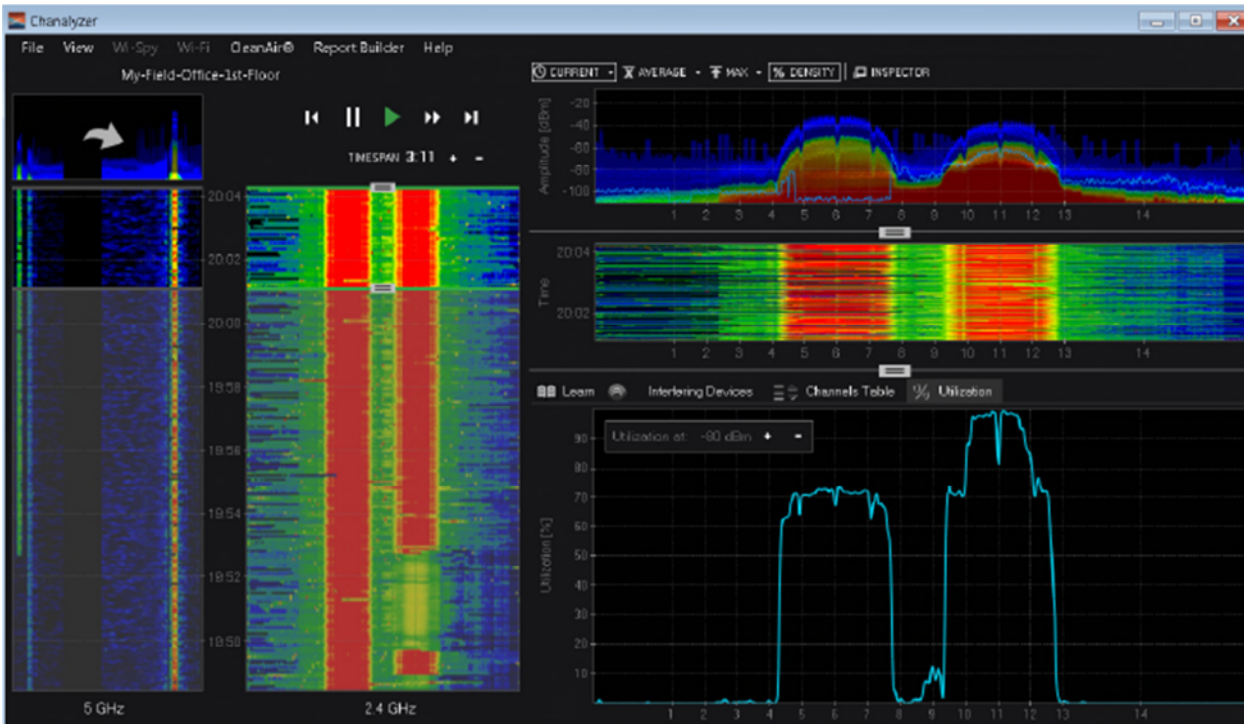 Chanalyzer
File View Wi-Spy Wi-Fi CleanAir® Report Builder Help
My-Field-Office-1st-Floor
TIMESPAN 3:11 + -
20:04
20:02
20:00
19:58
19:56
19:54
19:52
19:50
5 GHz
2.4 GHz
CURRENT AVERAGE MAX % DENSITY INSPECTOR
Amplitude [dBm]
-20
-40
-60
-80
-100
1 2 3 4 5 6 7 8 9 10 11 12 13 14
Time
20:04
20:02
1 2 3 4 5 6 7 8 9 10 11 12 13 14
Learn Interfering Devices Channels Table Utilization
Utilization at: -80 dBm + -
Utilization [%]
90
80
70
60
50
40
30
20
10
1 2 3 4 5 6 7 8 9 10 11 12 13 14